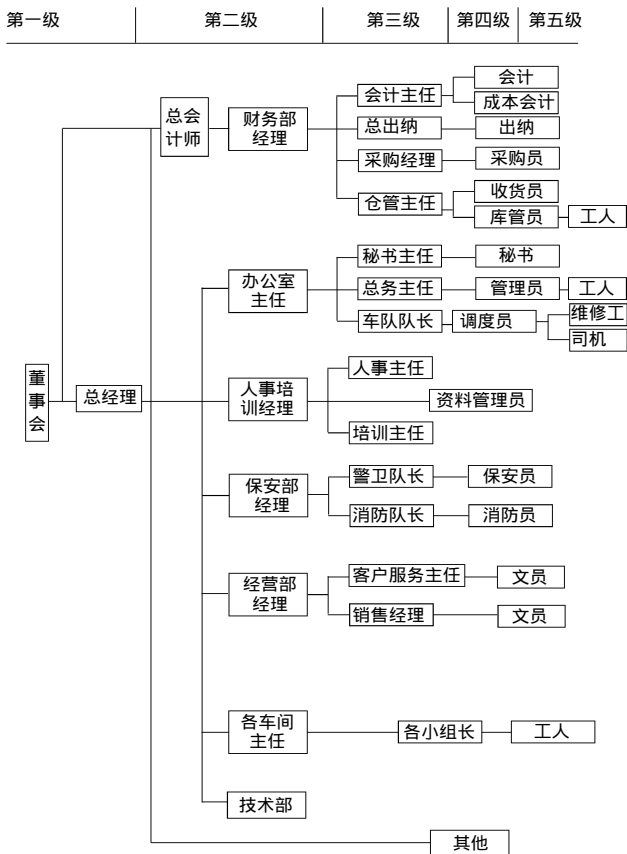 第一级 第二级 第三级 第四级 第五级
总会
计师
财务部
经理
会计主任
会计
成本会计
总出纳
出纳
采购经理
采购员
仓管主任
收货员
库管员
工人
办公室
主任
秘书主任
秘书
总务主任
管理员
工人
车队队长
调度员
维修工
司机
董
事
会
总经理
人事培
训经理
人事主任
资料管理员
培训主任
保安部
经理
警卫队长
保安员
消防队长
消防员
经营部
经理
客户服务主任
文员
销售经理
文员
各车间
主任
各小组长
工人
技术部
其他